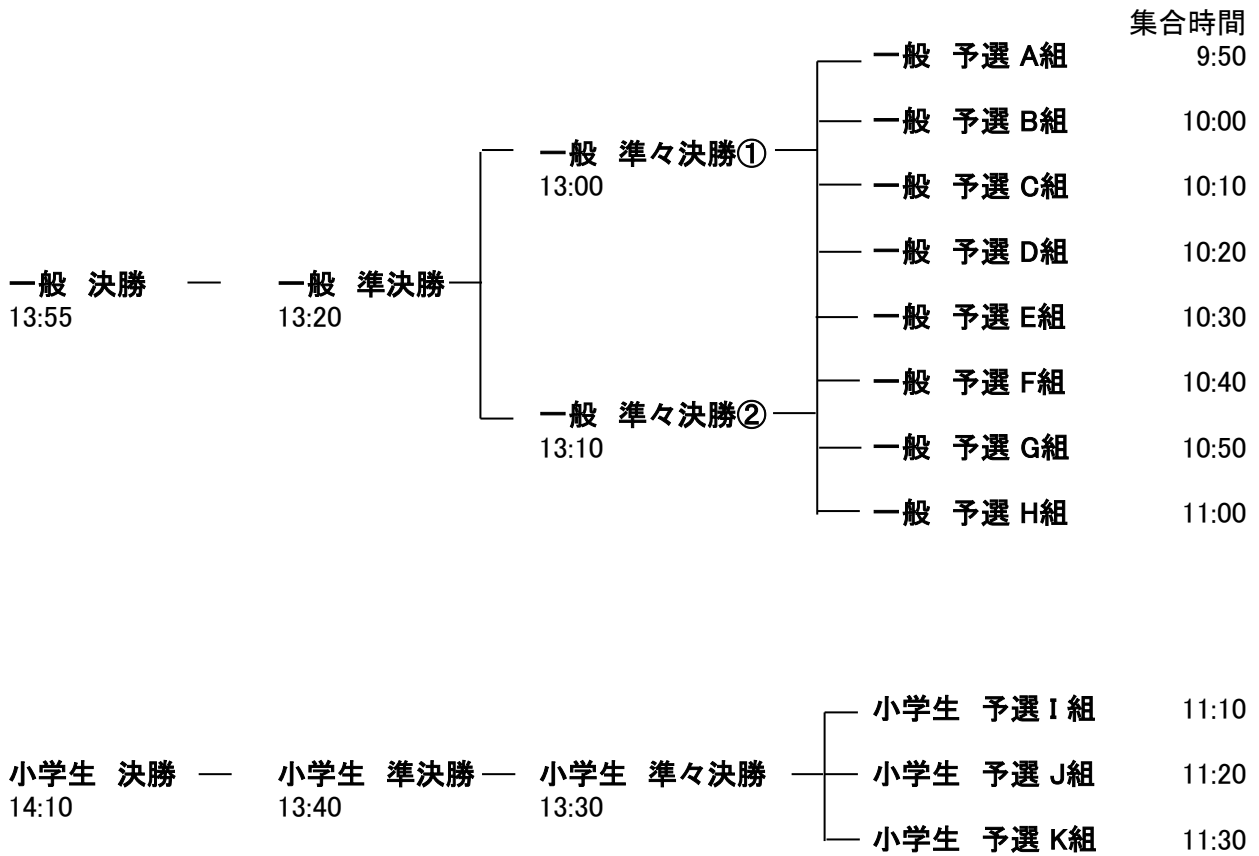 集合時間
一般 予選 A組 9:50
一般 予選 B組 10:00
一般 準々決勝①
13:00
一般 予選 C組 10:10
一般 予選 D組 10:20
一般 決勝 ― 一般 準決勝
13:55 13:20
一般 予選 E組 10:30
一般 予選 F組 10:40
一般 準々決勝②
13:10
一般 予選 G組 10:50
一般 予選 H組 11:00
小学生 予選 I 組 11:10
小学生 決勝 ― 小学生 準決勝 ― 小学生 準々決勝 小学生 予選 J組 11:20
14:10 13:40 13:30
小学生 予選 K組 11:30